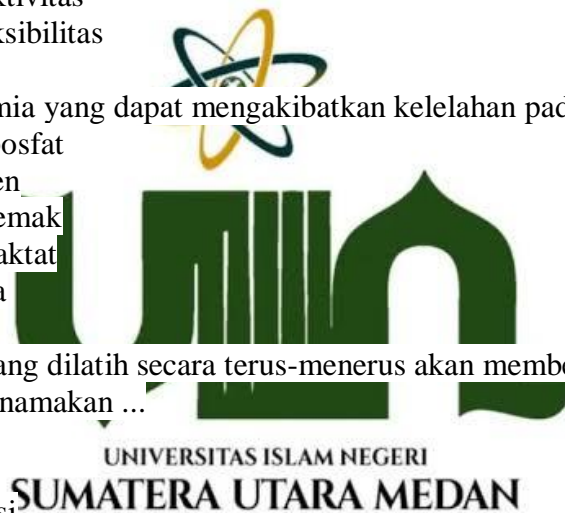 ktivitas
ksibilitas
mia yang dapat mengakibatkan kelelahan pad
osfat
en
emak
aktat
a
ang dilatih secara terus-menerus akan membe
namakan ...
UNIVERSITAS ISLAM NEGERI
SUMATERA UTARA MEDAN
si